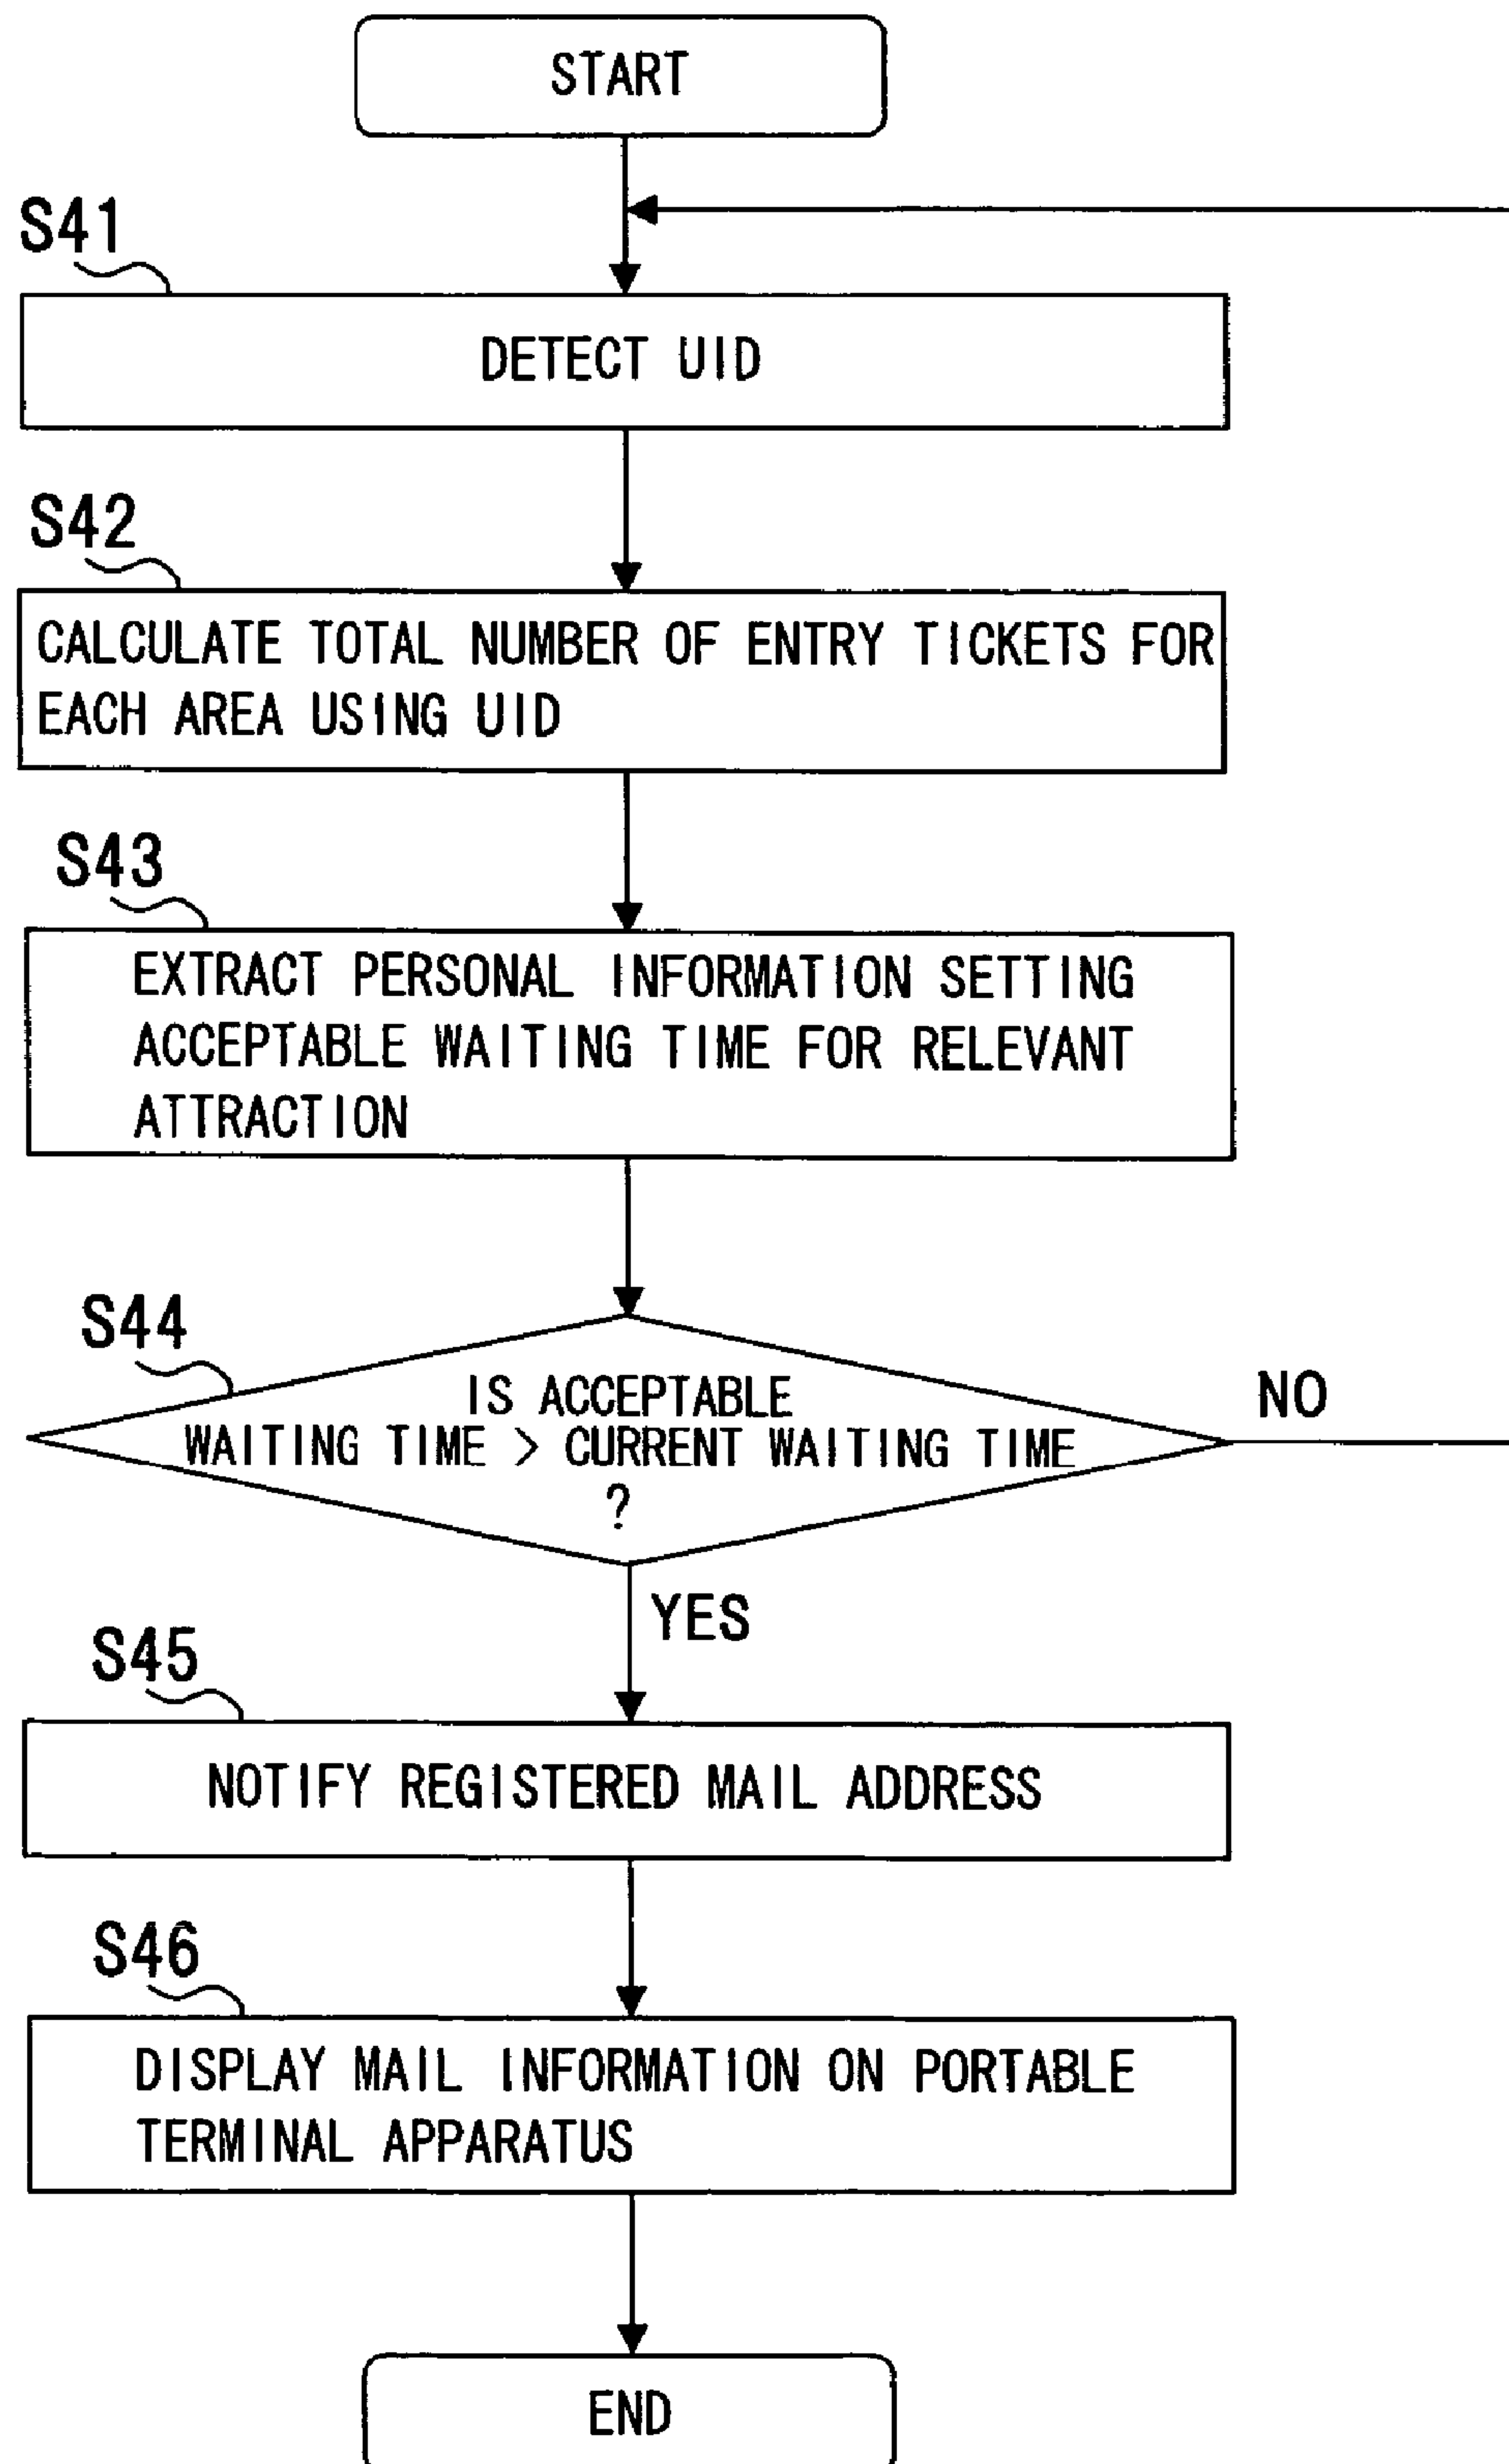 START
S41
DETECT UID
S42
CALCULATE TOTAL NUMBER OF ENTRY TICKETS FOR
EACH AREA USING UID
S43
EXTRACT PERSONAL INFORMATION SETTING
ACCEPTABLE WAITING TIME FOR RELEVANT
ATTRACTION
S44
IS ACCEPTABLE
WAITING TIME > CURRENT WAITING TIME
?
NO
YES
S45
NOTIFY REGISTERED MAIL ADDRESS
S46
DISPLAY MAIL INFORMATION ON PORTABLE
TERMINAL APPARATUS
END